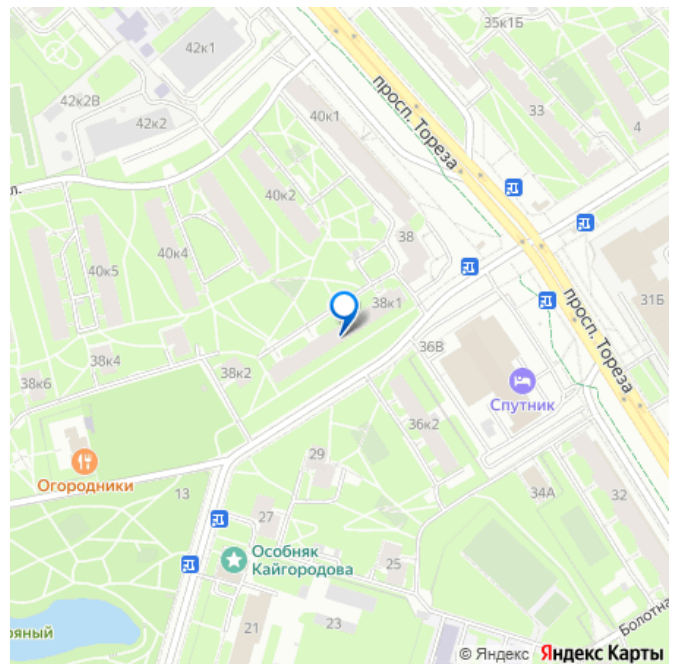 35к1Б
42к1
просп. Тореза
42к2В
42к2
40к1
33
4
л.
40к2
38
40к4
40к5
просп. Тореза
31Б
38к1
36В
38к4
38к2
38к6
Спутник
36к2
29
Огородники
13
34А
32
27
Особняк
Кайгородова
25
21
23
Болотна
ряный
© Яндекс Яндекс Карты